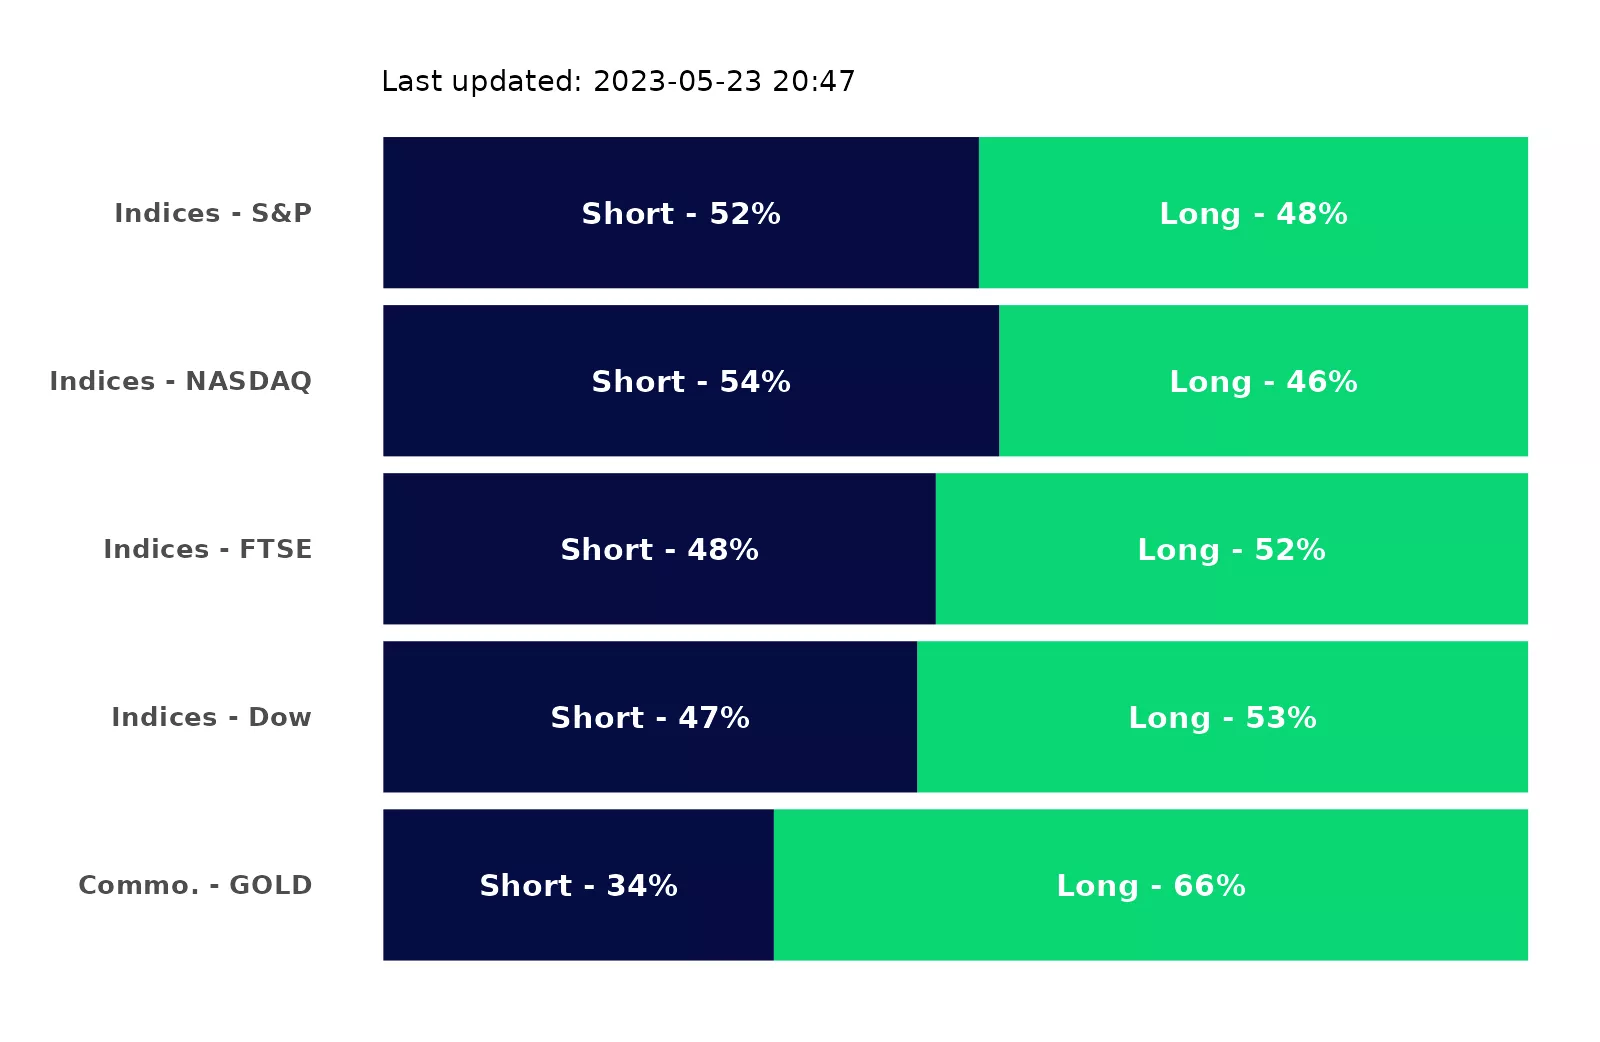 Last updated: 2023-05-23 20:47
Indices - S&P Short - 52% Long - 48%
Indices - NASDAQ Short - 54% Long - 46%
Indices - FTSE Short - 48% Long - 52%
Indices - Dow Short - 47% Long - 53%
Commo. - GOLD Short - 34% Long - 66%